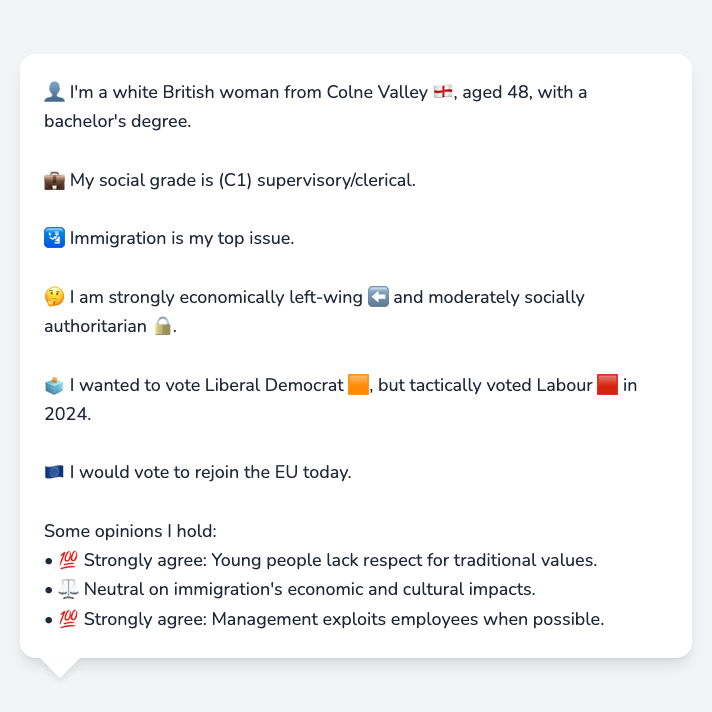 👤 I'm a white British woman from Colne Valley 🏴󠁧󠁢󠁥󠁮󠁧󠁿, aged 48, with a
bachelor's degree.
💼 My social grade is (C1) supervisory/clerical.
🛂 Immigration is my top issue.
🤔 I am strongly economically left-wing ⬅️ and moderately socially
authoritarian 🔒.
🗳️ I wanted to vote Liberal Democrat 🟧, but tactically voted Labour 🟥 in
2024.
🇪🇺 I would vote to rejoin the EU today.
Some opinions I hold:
• 💯 Strongly agree: Young people lack respect for traditional values.
• ⚖️ Neutral on immigration's economic and cultural impacts.
• 💯 Strongly agree: Management exploits employees when possible.